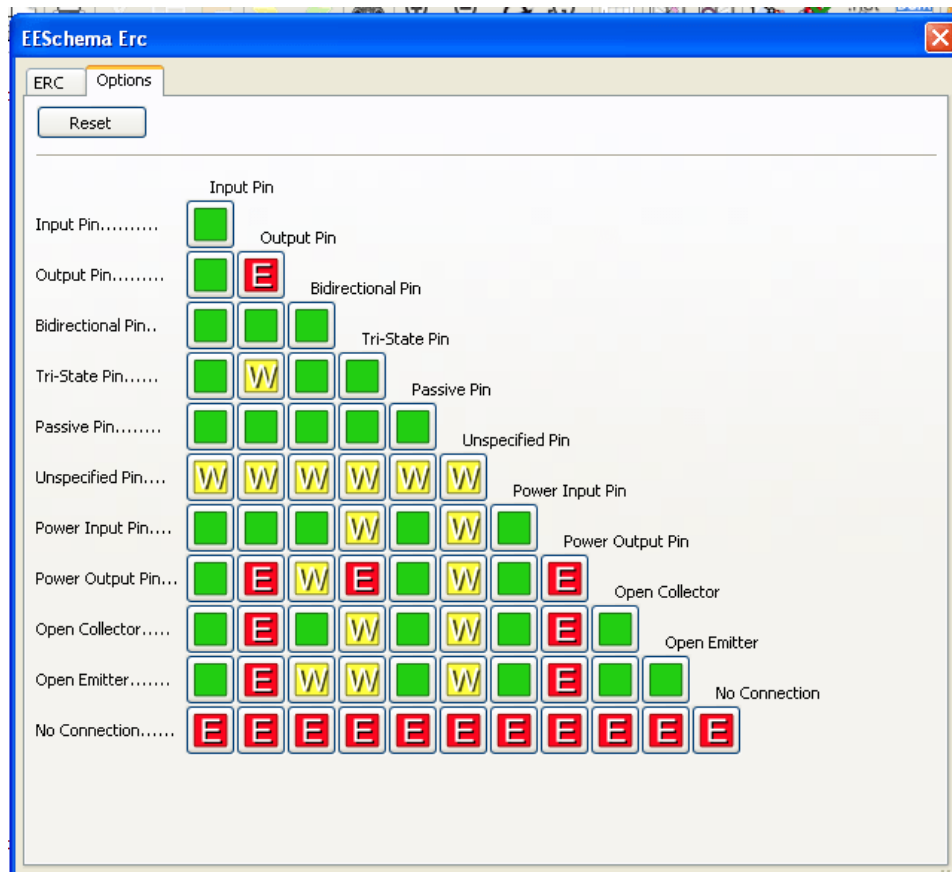 EESchema Erc
ERC Options
Reset
Input Pin
Input Pin..........
Output Pin
Output Pin......... E
Bidirectional Pin
Bidirectional Pin..
Tri-State Pin
Tri-State Pin...... W
Passive Pin
Passive Pin........
Unspecified Pin
Unspecified Pin.... W W W W W W
Power Input Pin
Power Input Pin.... W W
Power Output Pin
Power Output Pin... E W E W E
Open Collector
Open Collector..... E W W E
Open Emitter
Open Emitter....... E W W W E
No Connection
No Connection...... E E E E E E E E E E E